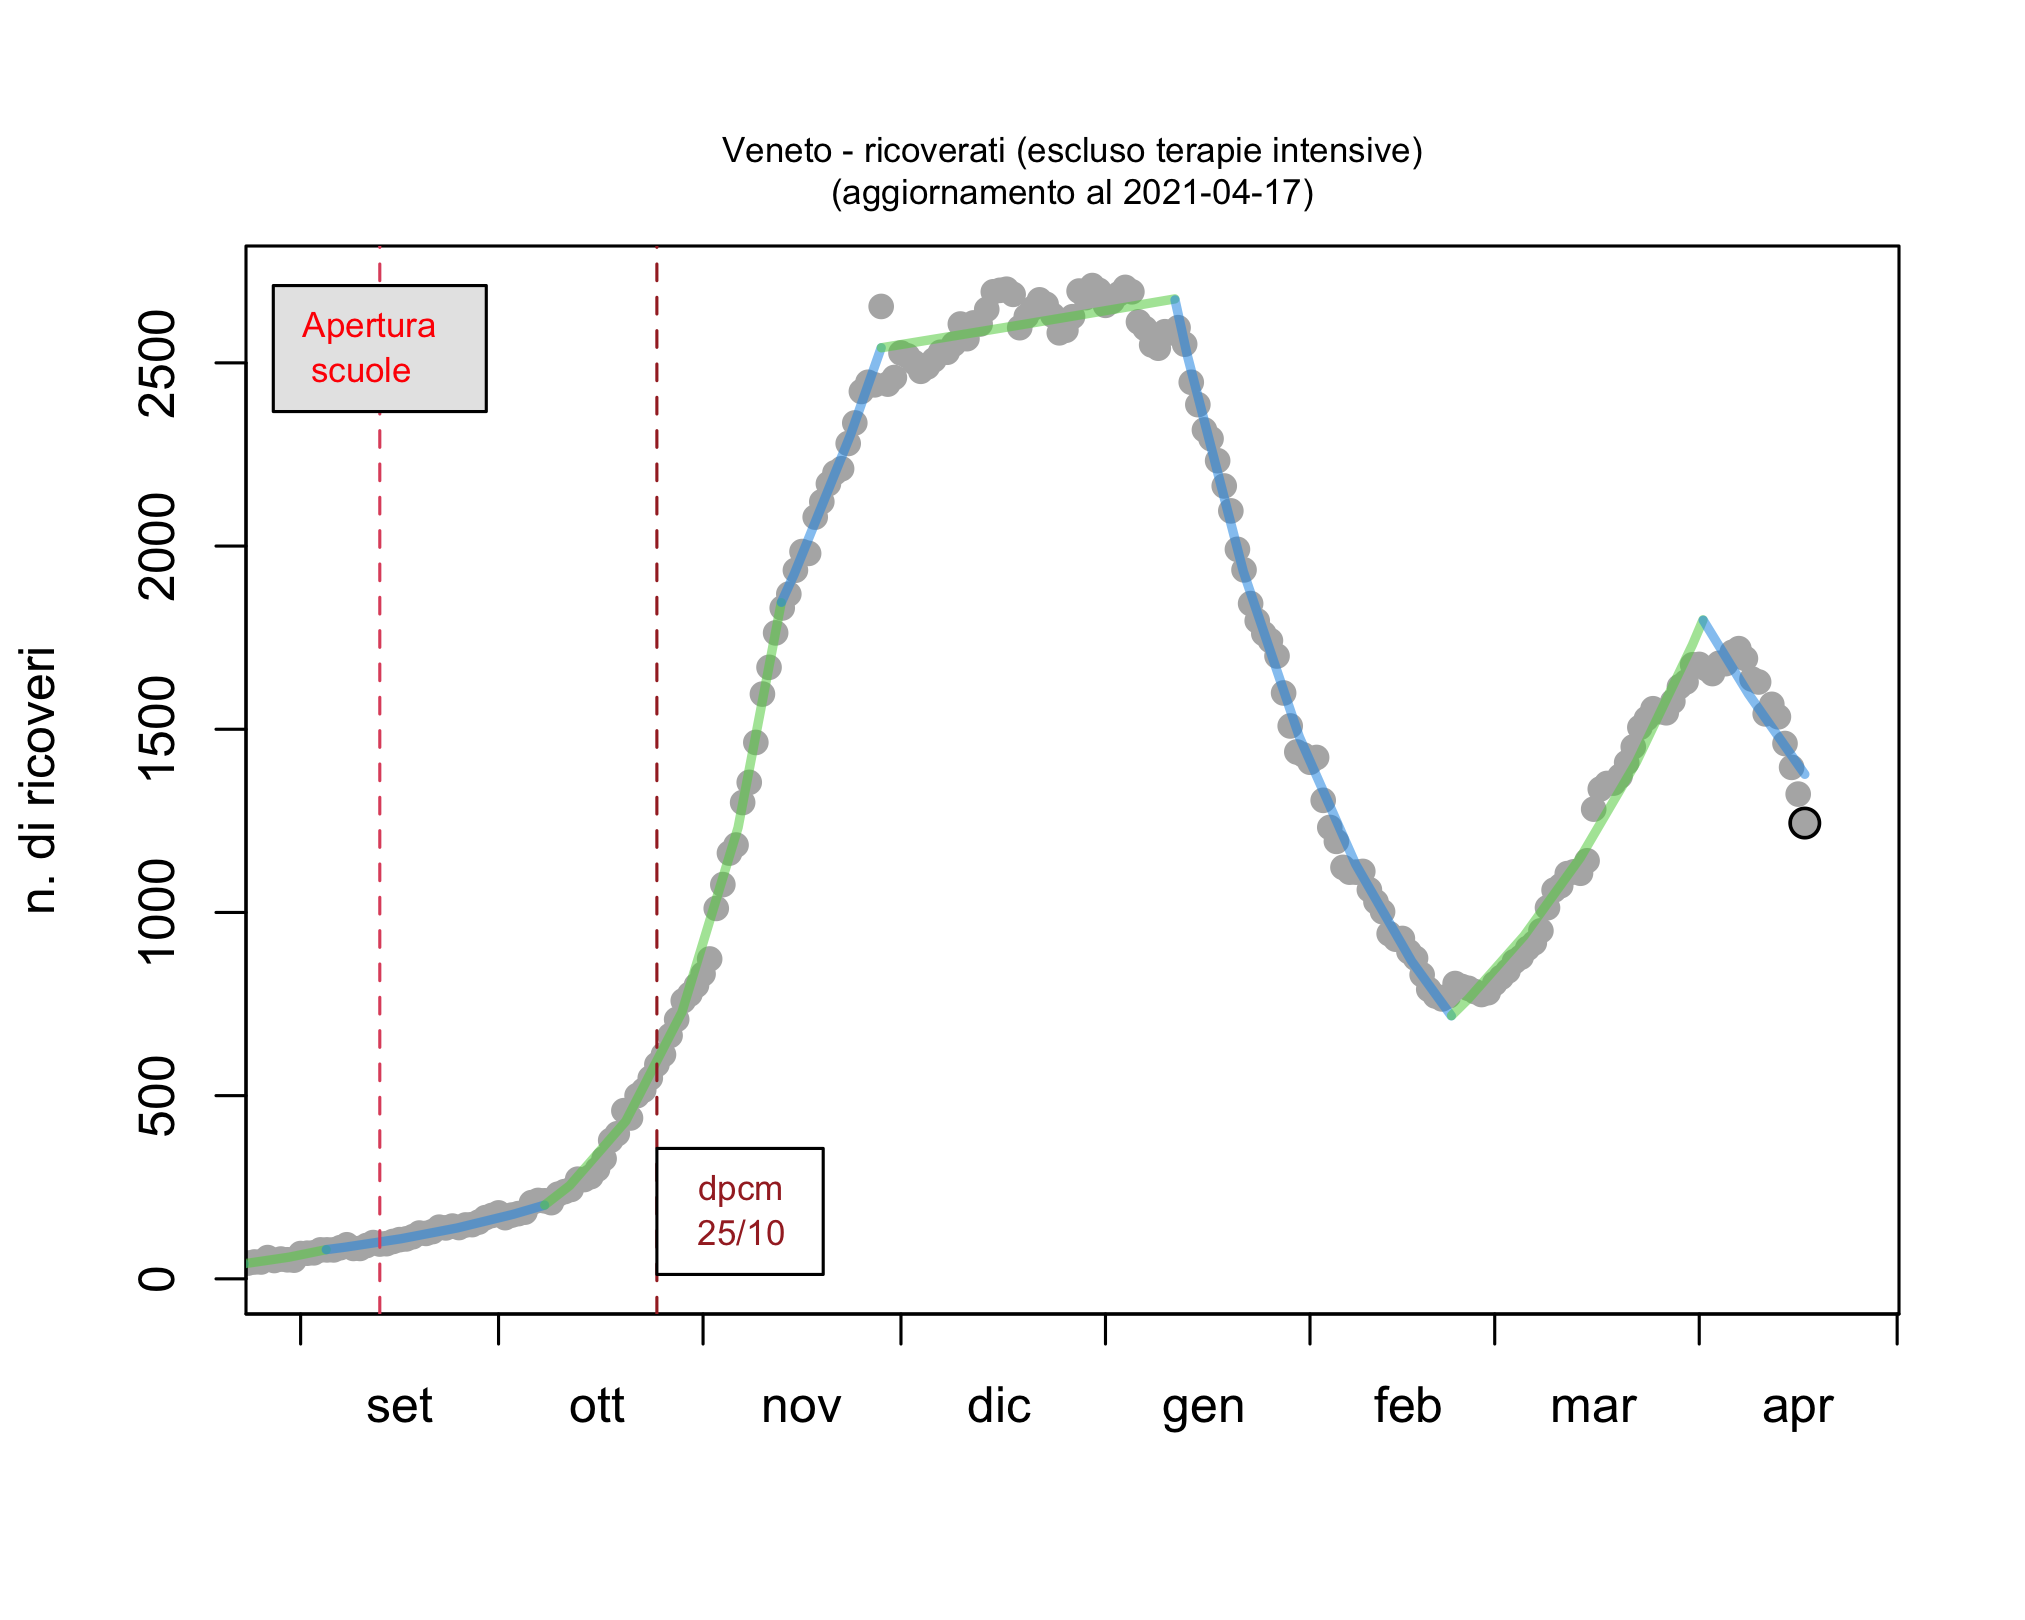 Veneto - ricoverati (escluso terapie intensive)
(aggiornamento al 2021-04-17)
Apertura
scuole
n. di ricoveri
2500
2000
1500
1000
500
0
dpcm
25/10
set ott nov dic gen feb mar apr